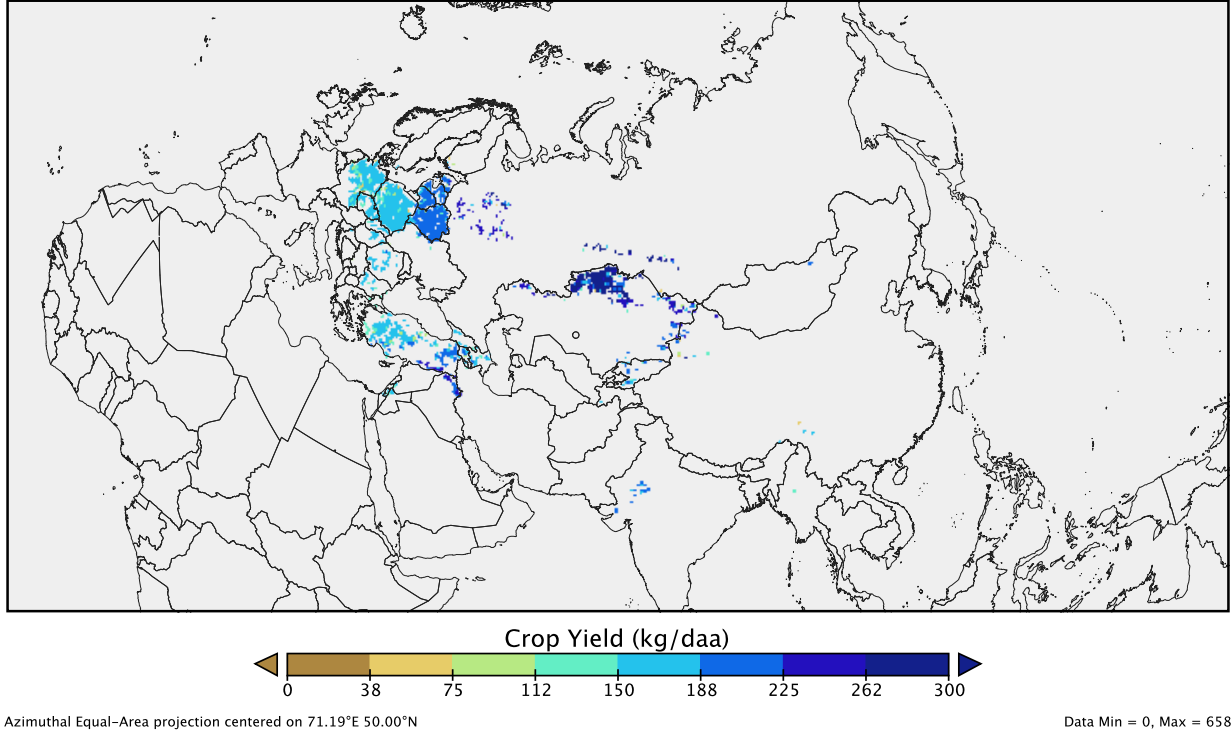 Crop Yield (kg/daa)
0 38 75 112 150 188 225 262 300
Azimuthal Equal-Area projection centered on 71.19°E 50.00°N
Data Min = 0, Max = 658